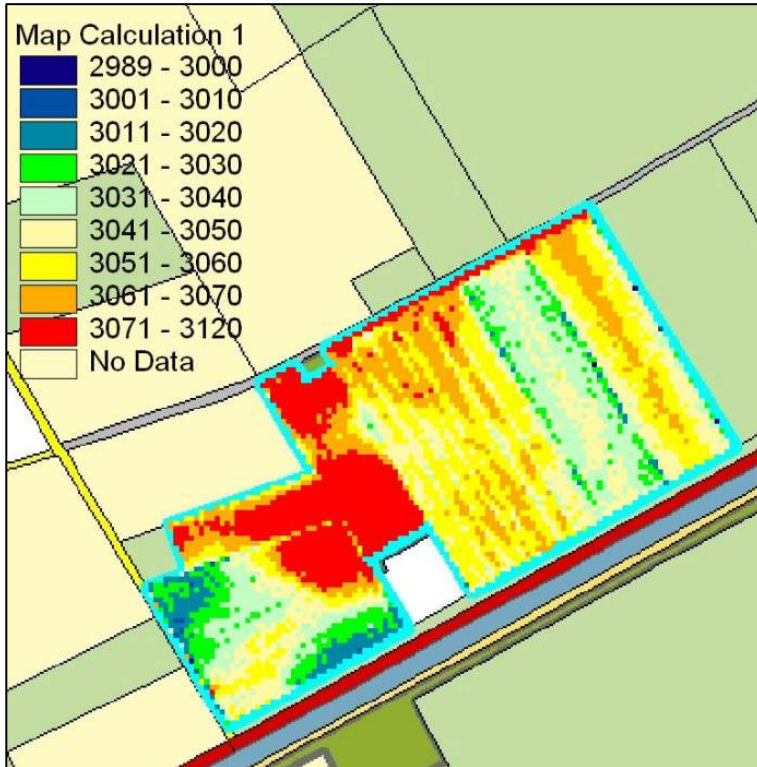 Map Calculation 1
2989 - 3000
3001 - 3010
3011 - 3020
3021 - 3030
3031 - 3040
3041 - 3050
3051 - 3060
3061 - 3070
3071 - 3120
No Data